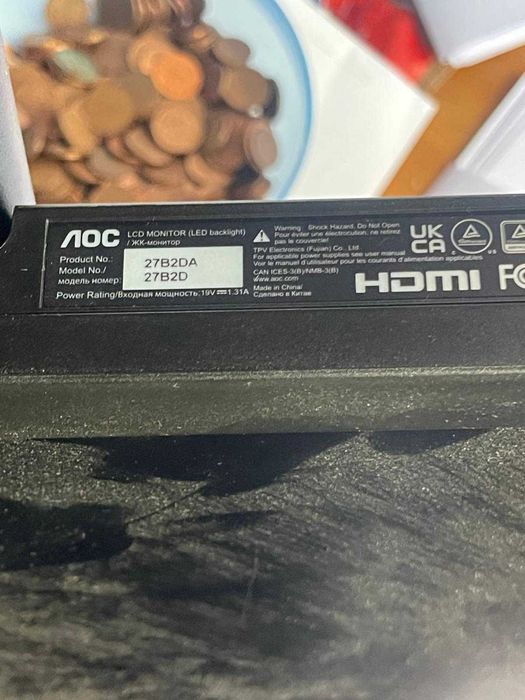 AOC
LCD MONITOR (LED backlight)
/ ЖК-монитор
Product No.: 27B2DA
Model No./ 27B2D
модель номер:
Power Rating/Входная мощность:19V⎓1.31A
Warning Shock Hazard, Do Not Open
Pour éviter une électrocution, ne retirez
pas le couvercle!
TPV Electronics (Fujian) Co., Ltd.
For applicable power supplies see user manual
Voir le manuel d'utilisateur pour les courants d'alimentation applicables
CAN ICES-3(B)/NMB-3(B)
www.aoc.com
Made in China/
Сделано в Китае
UK
CA
HDMI
FC